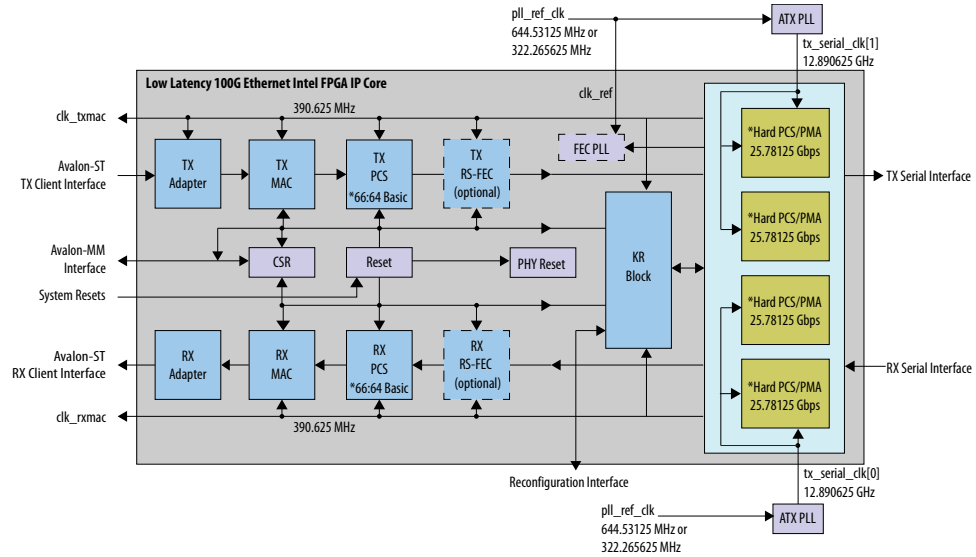 pll_ref_clk
644.53125 MHz or
322.265625 MHz
ATX PLL
tx_serial_clk[1]
12.890625 GHz
Low Latency 100G Ethernet Intel FPGA IP Core
clk_ref
clk_txmac
390.625 MHz
FEC PLL
Avalon-ST
TX Client Interface
TX
Adapter
TX
MAC
TX
PCS
*66:64 Basic
TX
RS-FEC
(optional)
*Hard PCS/PMA
25.78125 Gbps
TX Serial Interface
*Hard PCS/PMA
25.78125 Gbps
Avalon-MM
Interface
CSR
Reset
PHY Reset
KR
Block
System Resets
*Hard PCS/PMA
25.78125 Gbps
Avalon-ST
RX Client Interface
RX
Adapter
RX
MAC
RX
PCS
*66:64 Basic
RX
RS-FEC
(optional)
*Hard PCS/PMA
25.78125 Gbps
RX Serial Interface
clk_rxmac
390.625 MHz
Reconfiguration Interface
tx_serial_clk[0]
12.890625 GHz
pll_ref_clk
644.53125 MHz or
322.265625 MHz
ATX PLL